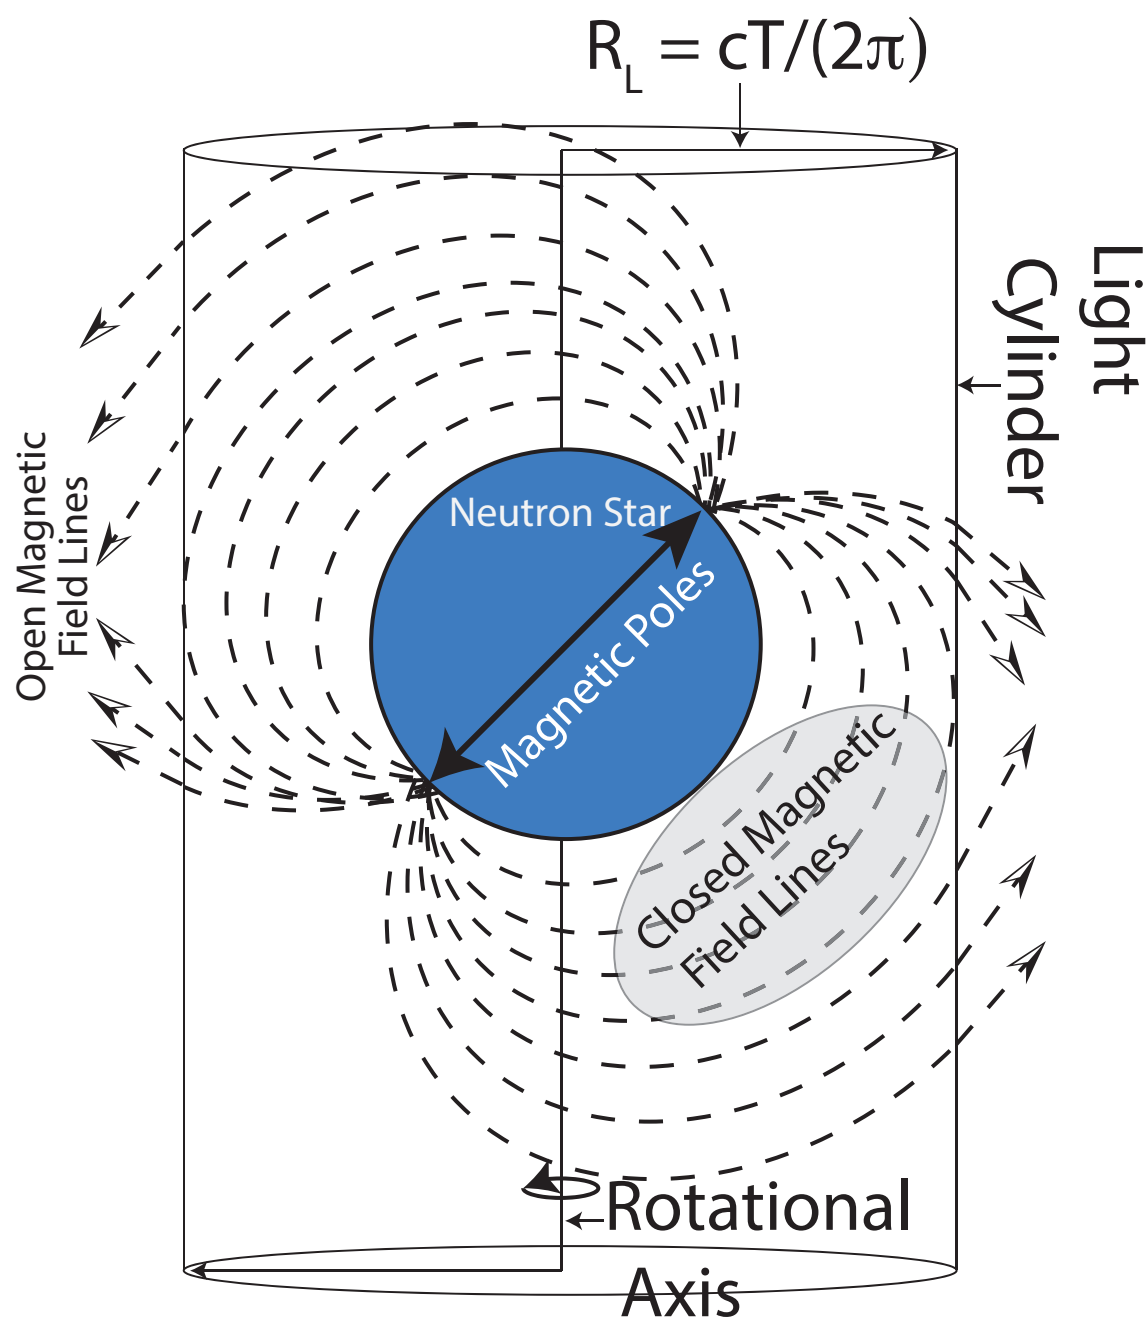 R_L = cT/(2π)
Light
Cylinder
Neutron Star
Magnetic Poles
Open Magnetic
Field Lines
Closed Magnetic
Field Lines
Rotational
Axis